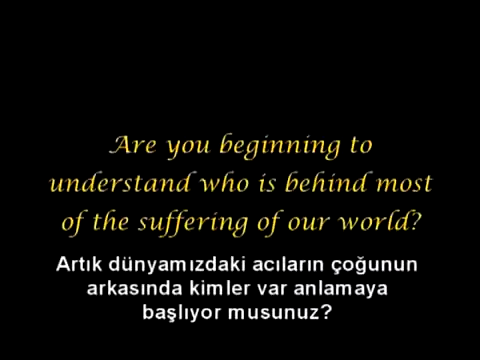 Are you beginning to
understand who is behind most
of the suffering of our world?
Artık dünyamızdaki acıların çoğunun
arkasında kimler var anlamaya
başlıyor musunuz?